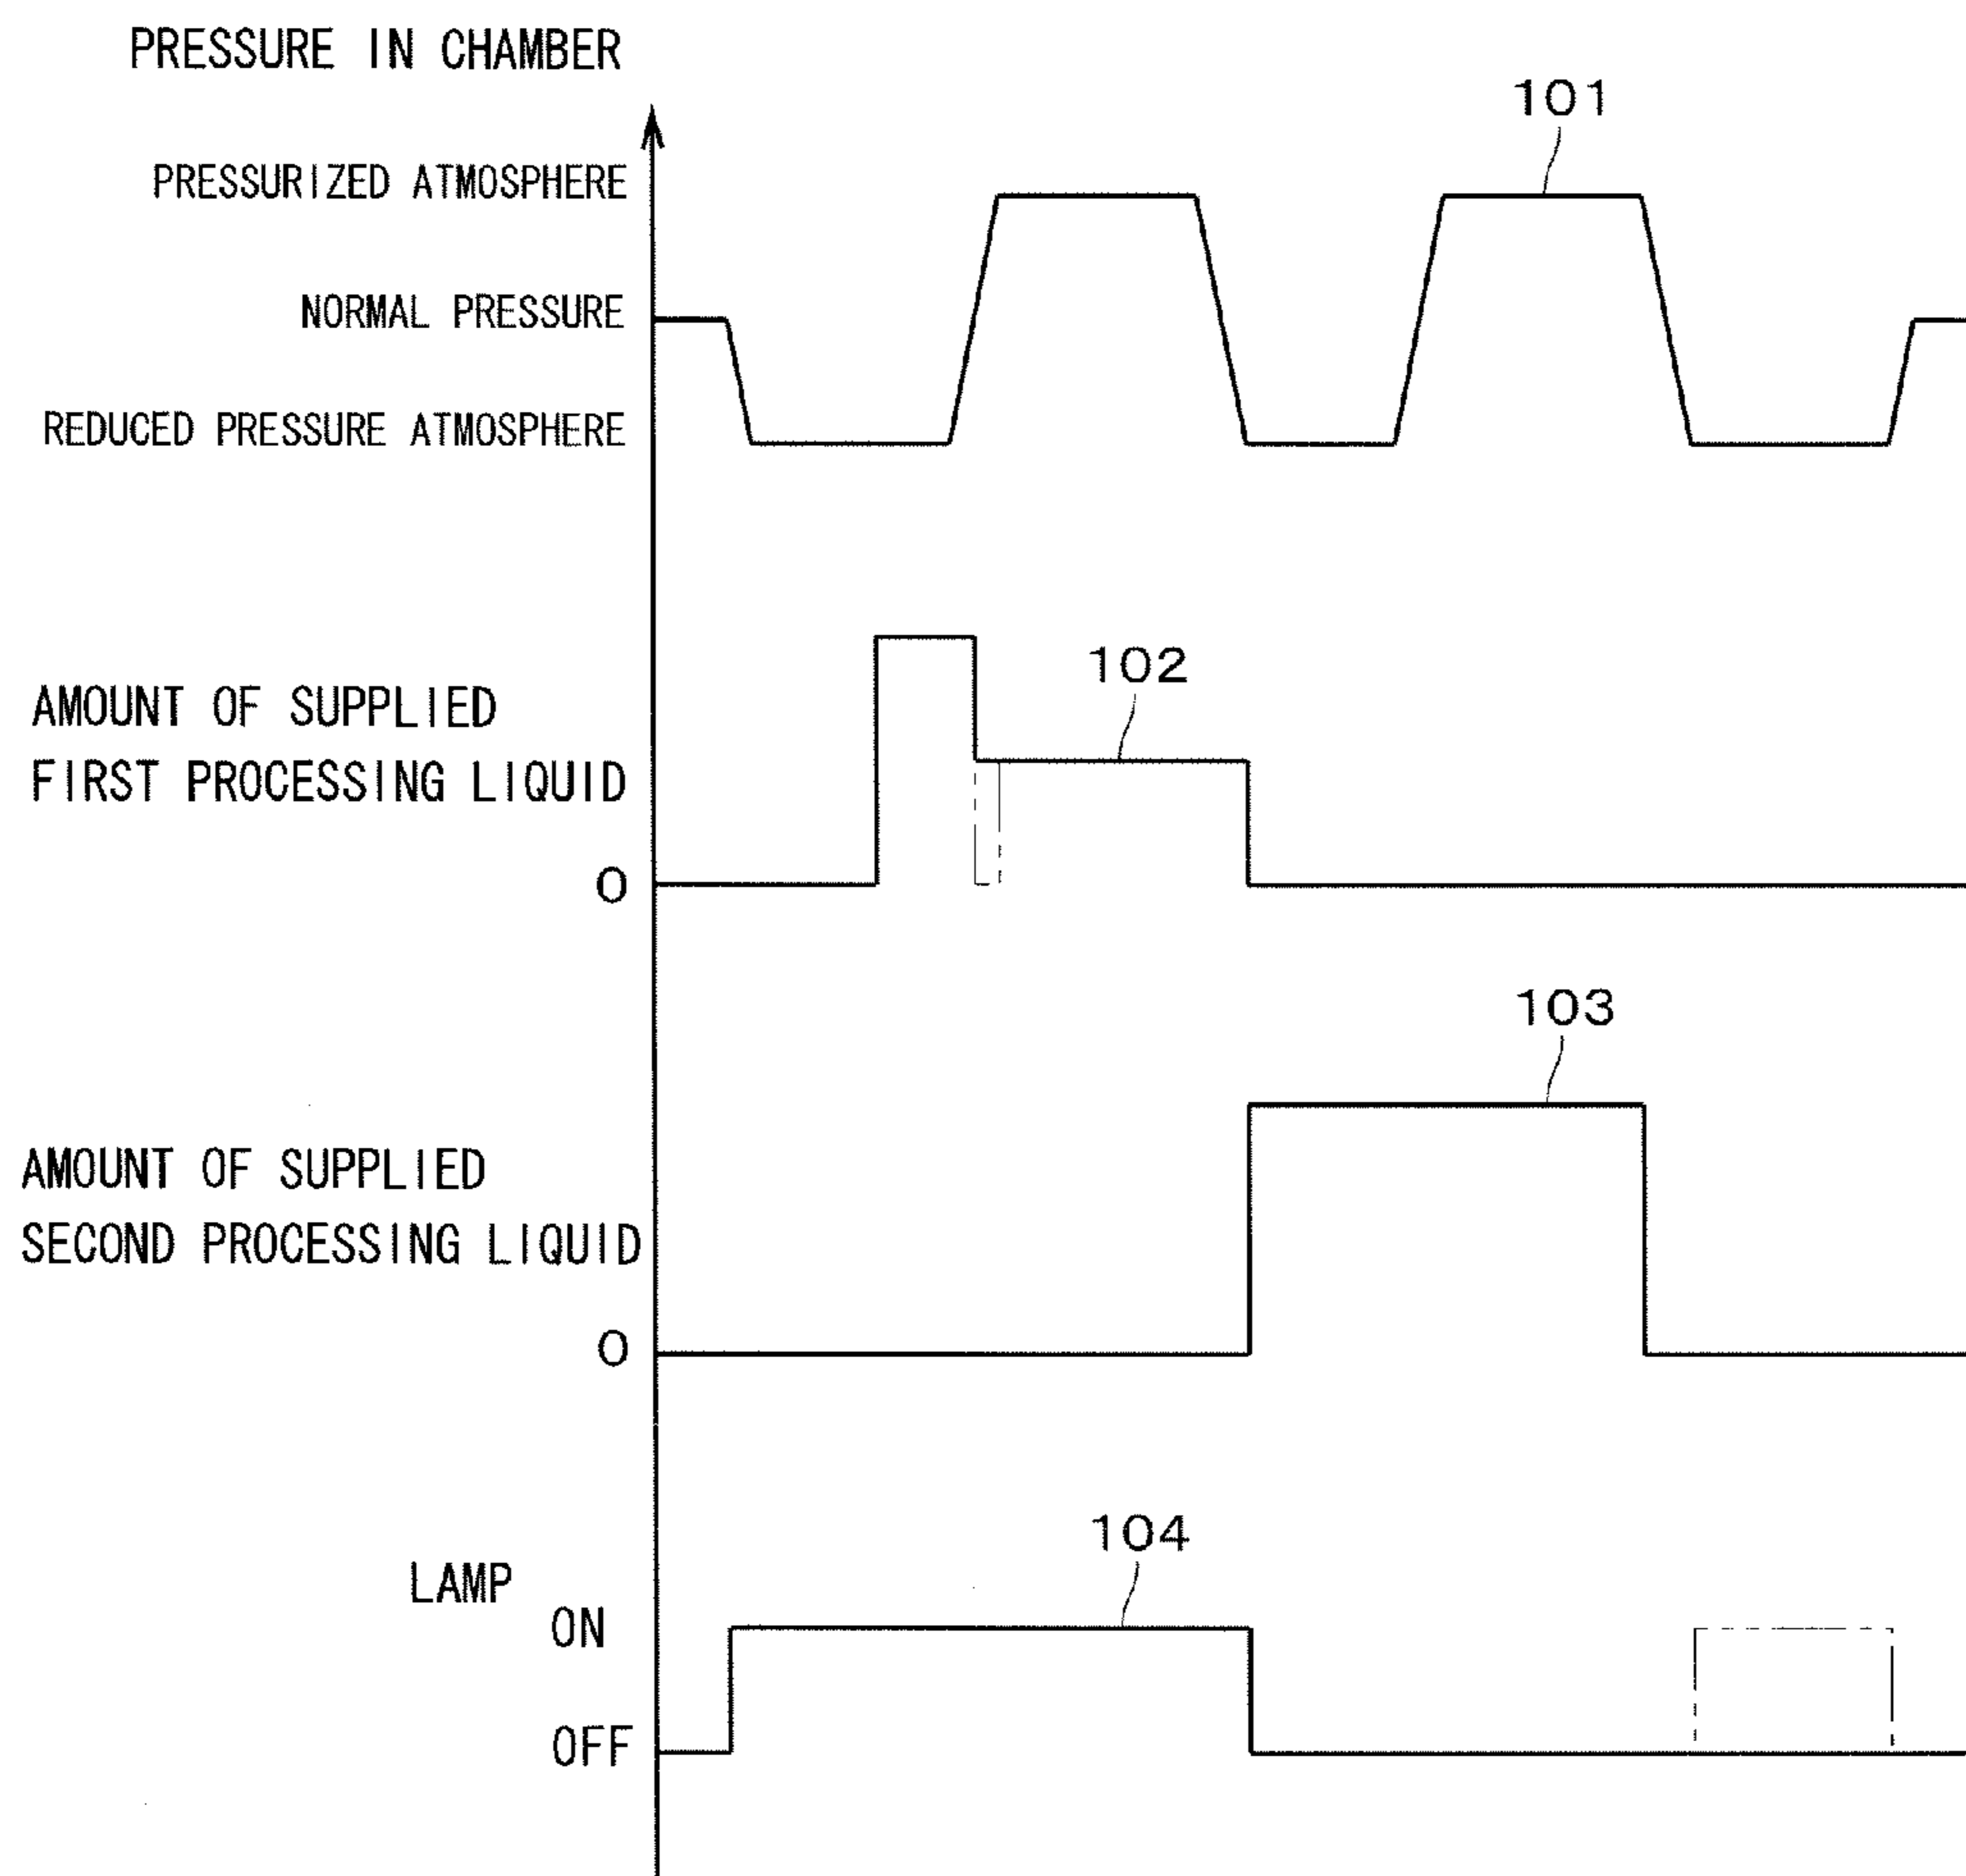 PRESSURE IN CHAMBER
101
PRESSURIZED ATMOSPHERE
NORMAL PRESSURE
REDUCED PRESSURE ATMOSPHERE
102
AMOUNT OF SUPPLIED
FIRST PROCESSING LIQUID
0
103
AMOUNT OF SUPPLIED
SECOND PROCESSING LIQUID
0
104
LAMP
ON
OFF